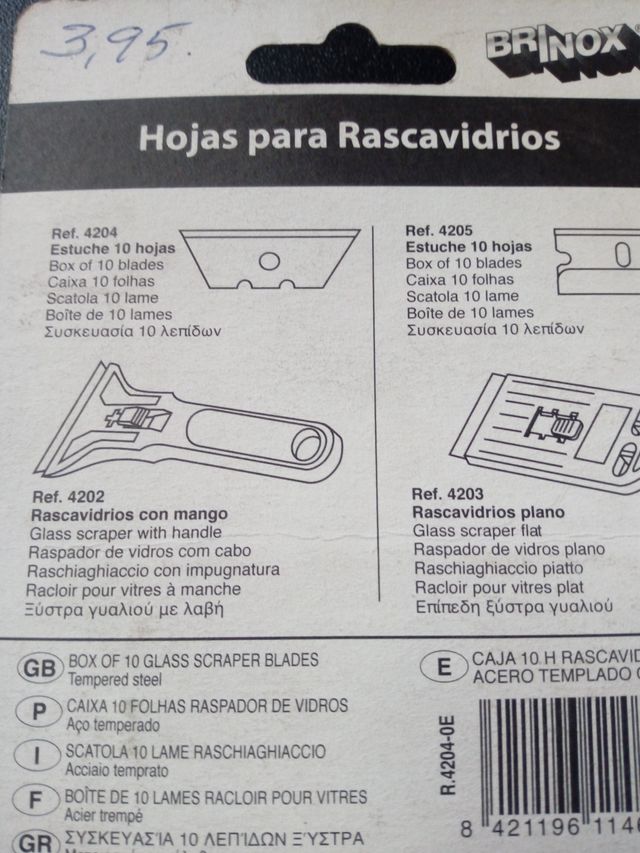 3,95.
BRINOX
Hojas para Rascavidrios
Ref. 4204
Estuche 10 hojas
Box of 10 blades
Caixa 10 folhas
Scatola 10 lame
Boîte de 10 lames
Συσκευασία 10 λεπίδων
Ref. 4205
Estuche 10 hojas
Box of 10 blades
Caixa 10 folhas
Scatola 10 lame
Boîte de 10 lames
Συσκευασία 10 λεπίδων
Ref. 4202
Rascavidrios con mango
Glass scraper with handle
Raspador de vidros com cabo
Raschiaghiaccio con impugnatura
Racloir pour vitres à manche
Ξύστρα γυαλιού με λαβή
Ref. 4203
Rascavidrios plano
Glass scraper flat
Raspador de vidros plano
Raschiaghiaccio piatto
Racloir pour vitres plat
Επίπεδη ξύστρα γυαλιού
GB BOX OF 10 GLASS SCRAPER BLADES
Tempered steel
P CAIXA 10 FOLHAS RASPADOR DE VIDROS
Aço temperado
I SCATOLA 10 LAME RASCHIAGHIACCIO
Acciaio temprato
F BOÎTE DE 10 LAMES RACLOIR POUR VITRES
Acier trempé
GR ΣΥΣΚΕΥΑΣΊΑ 10 ΛΕΠΊΔΩΝ ΞΎΣΤΡΑ
E CAJA 10 H RASCAVID
ACERO TEMPLADO
R.4204-0E
8 421196 114